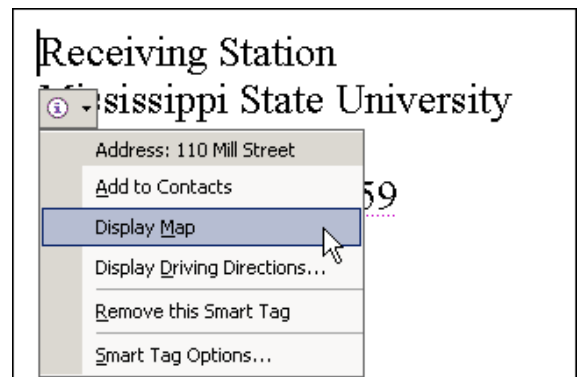 Receiving Station
sissippi State University
Address: 110 Mill Street
Add to Contacts
59
Display Map
Display Driving Directions...
Remove this Smart Tag
Smart Tag Options...